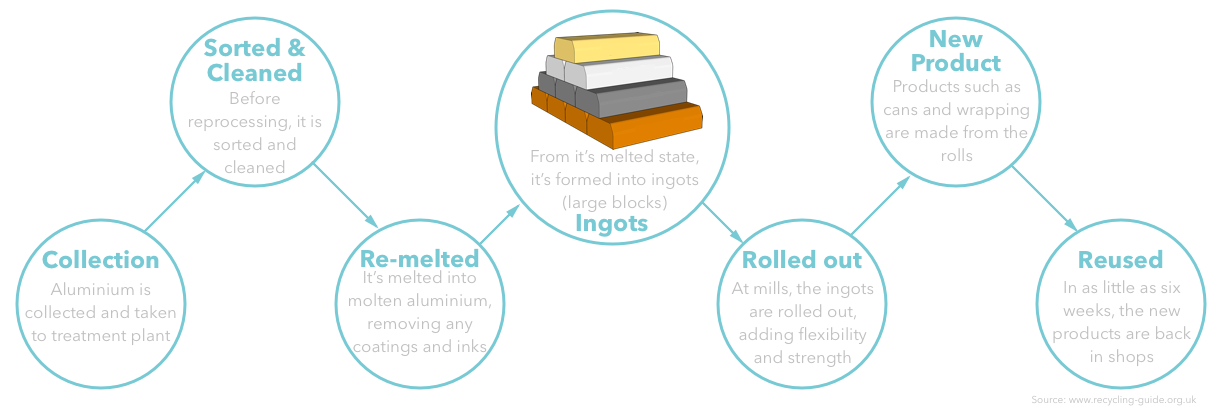 Collection
Aluminium is
collected and taken
to treatment plant
Sorted &
Cleaned
Before
reprocessing, it is
sorted and
cleaned
Re-melted
It's melted into
molten aluminium,
removing any
coatings and inks
From it's melted state,
it's formed into ingots
(large blocks)
Ingots
Rolled out
At mills, the ingots
are rolled out,
adding flexibility
and strength
New
Product
Products such as
cans and wrapping
are made from the
rolls
Reused
In as little as six
weeks, the new
products are back
in shops
Source: www.recycling-guide.org.uk